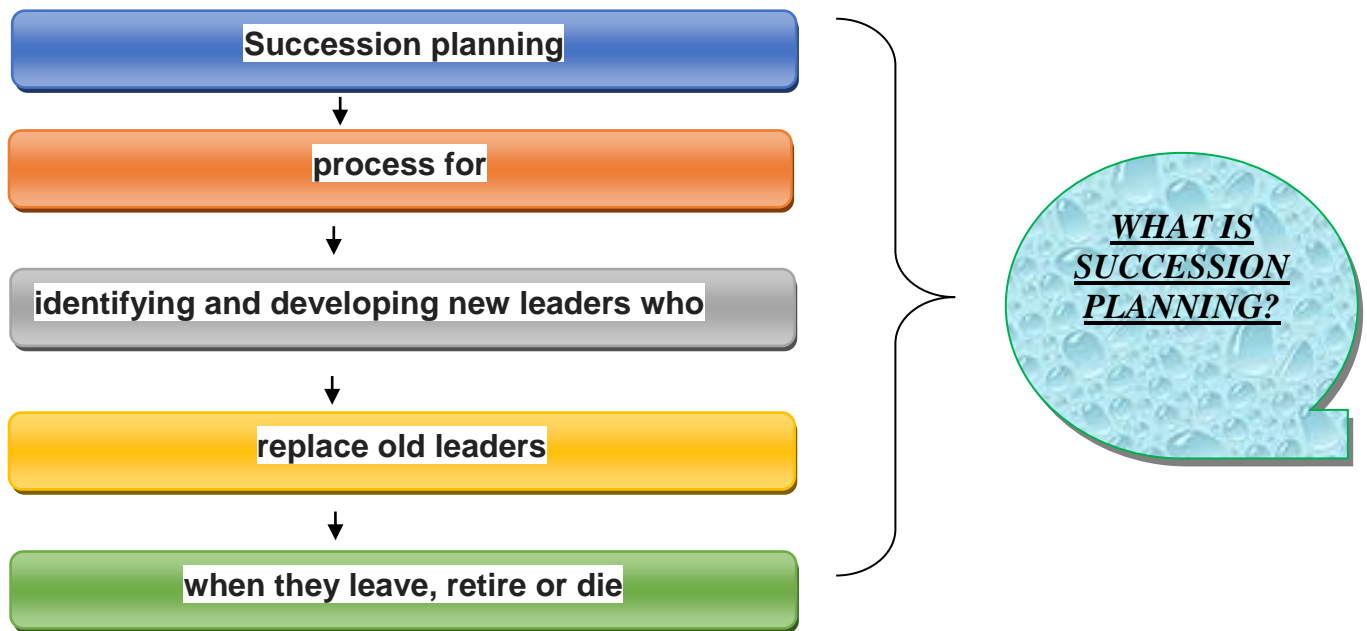 Succession planning
process for
identifying and developing new leaders who
replace old leaders
when they leave, retire or die
WHAT IS
SUCCESSION
PLANNING?